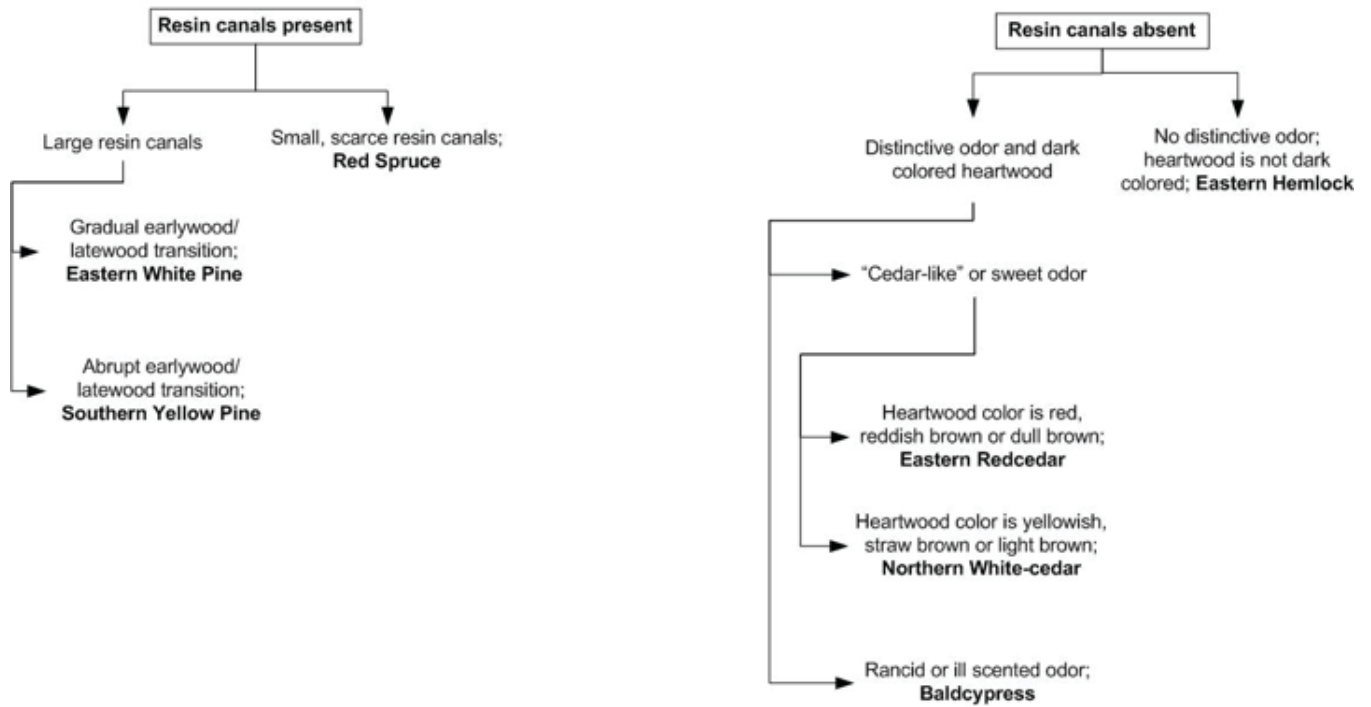 Resin canals present
Large resin canals
Small, scarce resin canals;
Red Spruce
Gradual earlywood/
latewood transition;
Eastern White Pine
Abrupt earlywood/
latewood transition;
Southern Yellow Pine
Resin canals absent
Distinctive odor and dark
colored heartwood
No distinctive odor;
heartwood is not dark
colored; Eastern Hemlock
“Cedar-like” or sweet odor
Heartwood color is red,
reddish brown or dull brown;
Eastern Redcedar
Heartwood color is yellowish,
straw brown or light brown;
Northern White-cedar
Rancid or ill scented odor;
Baldcypress